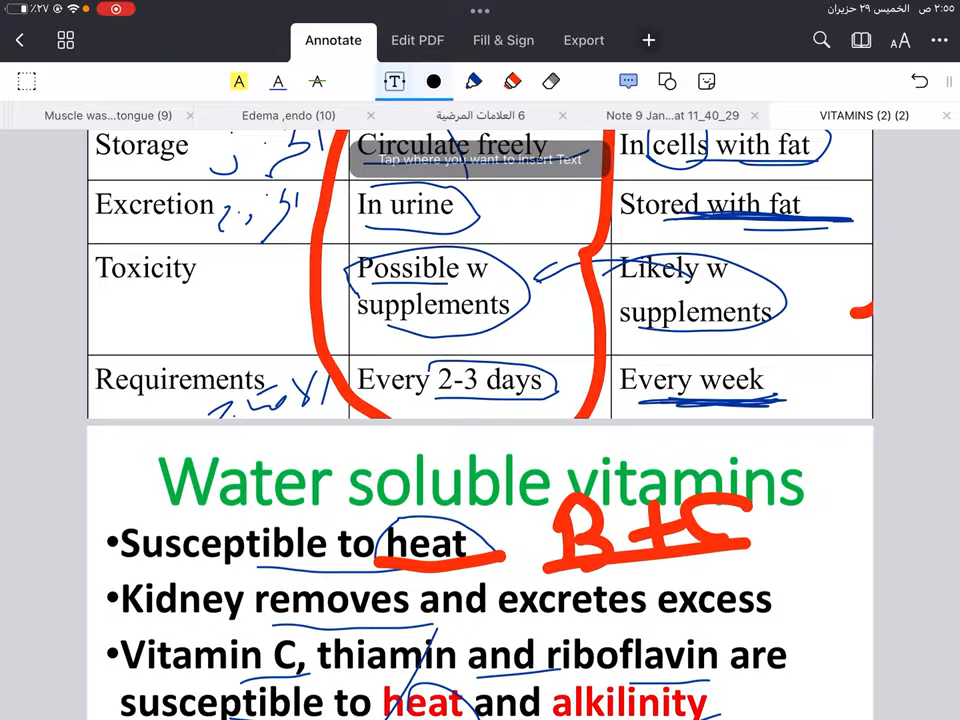 ٪٢٧
٢:٥٥ ص الخميس ٢٩ حزيران
Annotate
Edit PDF
Fill & Sign
Export
Muscle was...tongue (9)
Edema ,endo (10)
6 العلامات المرضية
Note 9 Jan...at 11_40_29
VITAMINS (2) (2)
Storage Circulate freely In cells with fat
Tap where you want to Insert Text
Excretion In urine Stored with fat
Toxicity Possible w Likely w
supplements supplements
Requirements Every 2-3 days Every week
Water soluble vitamins
•Susceptible to heat B + C
•Kidney removes and excretes excess
•Vitamin C, thiamin and riboflavin are
susceptible to heat and alkilinity